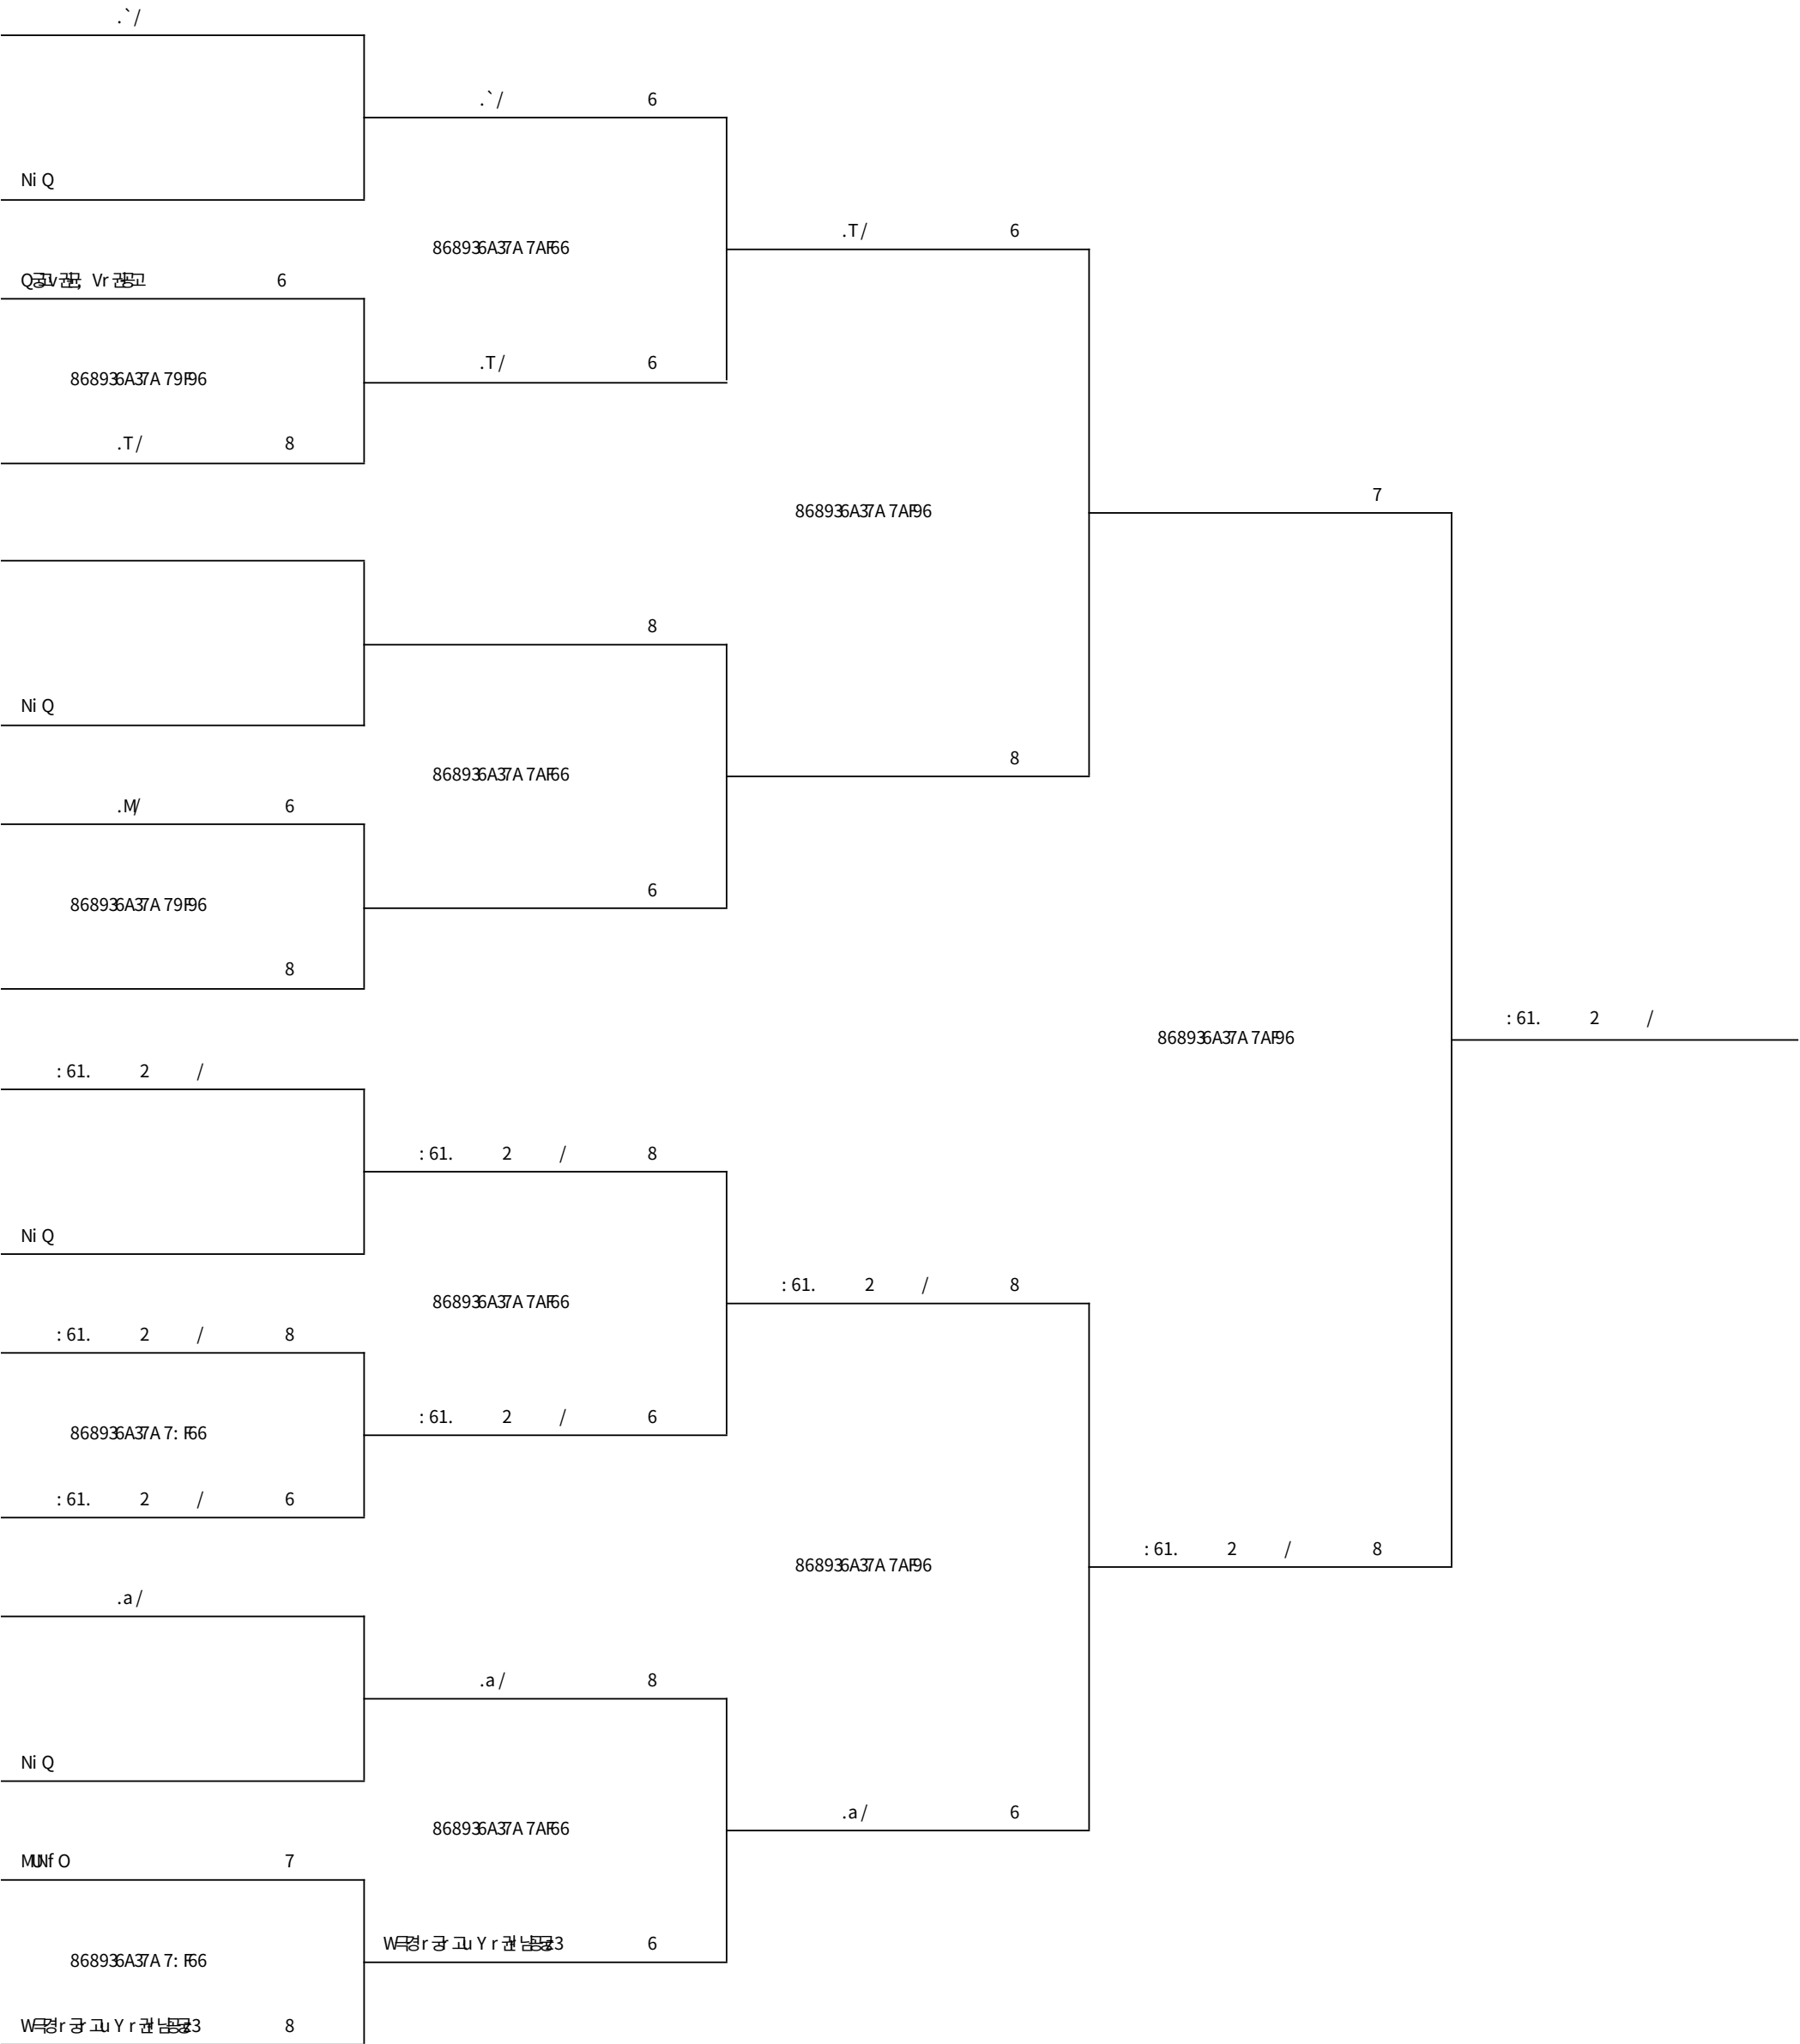 .`/
.`/ 6
Ni Q
.T/ 6
868936A37A 7AF66
6
.T/ 6
868936A37A 79F96
.T/ 8
7
868936A37A 7AF96
8
Ni Q
8
868936A37A 7AF66
.M/ 6
6
868936A37A 79F96
8
:61. 2 /
868936A37A 7AF96
:61. 2 /
:61. 2 / 8
Ni Q
:61. 2 / 8
868936A37A 7AF66
:61. 2 / 8
:61. 2 / 6
868936A37A 7:F66
:61. 2 / 6
:61. 2 / 8
868936A37A 7AF96
.a/
.a/ 8
Ni Q
.a/ 6
868936A37A 7AF66
MUNf O 7
6
868936A37A 7:F66
8